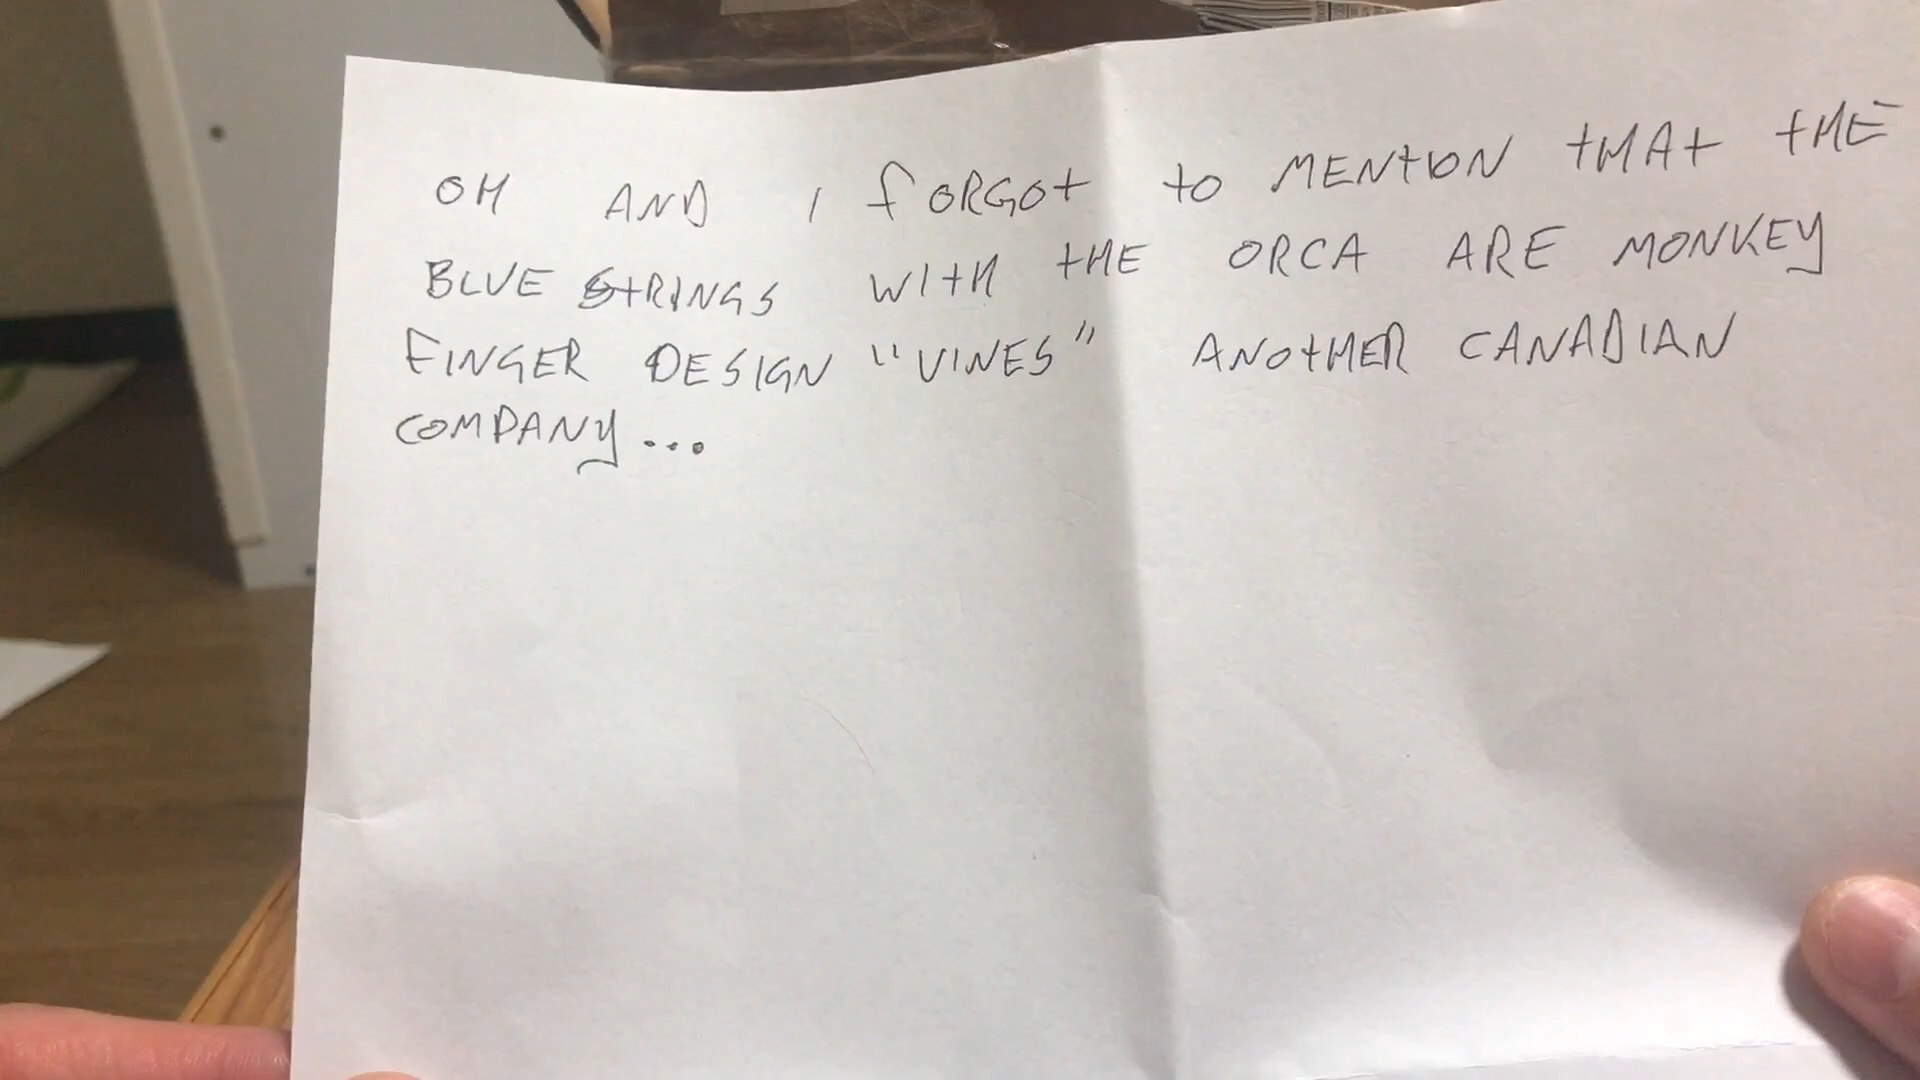 OH AND I fORGOt to MENtION tHAt tHE
BLUE StRINGS WItH tHE ORCA ARE MONKEY
FINGER DESIGN "VINES" ANOtHER CANADIAN
COMPANY...